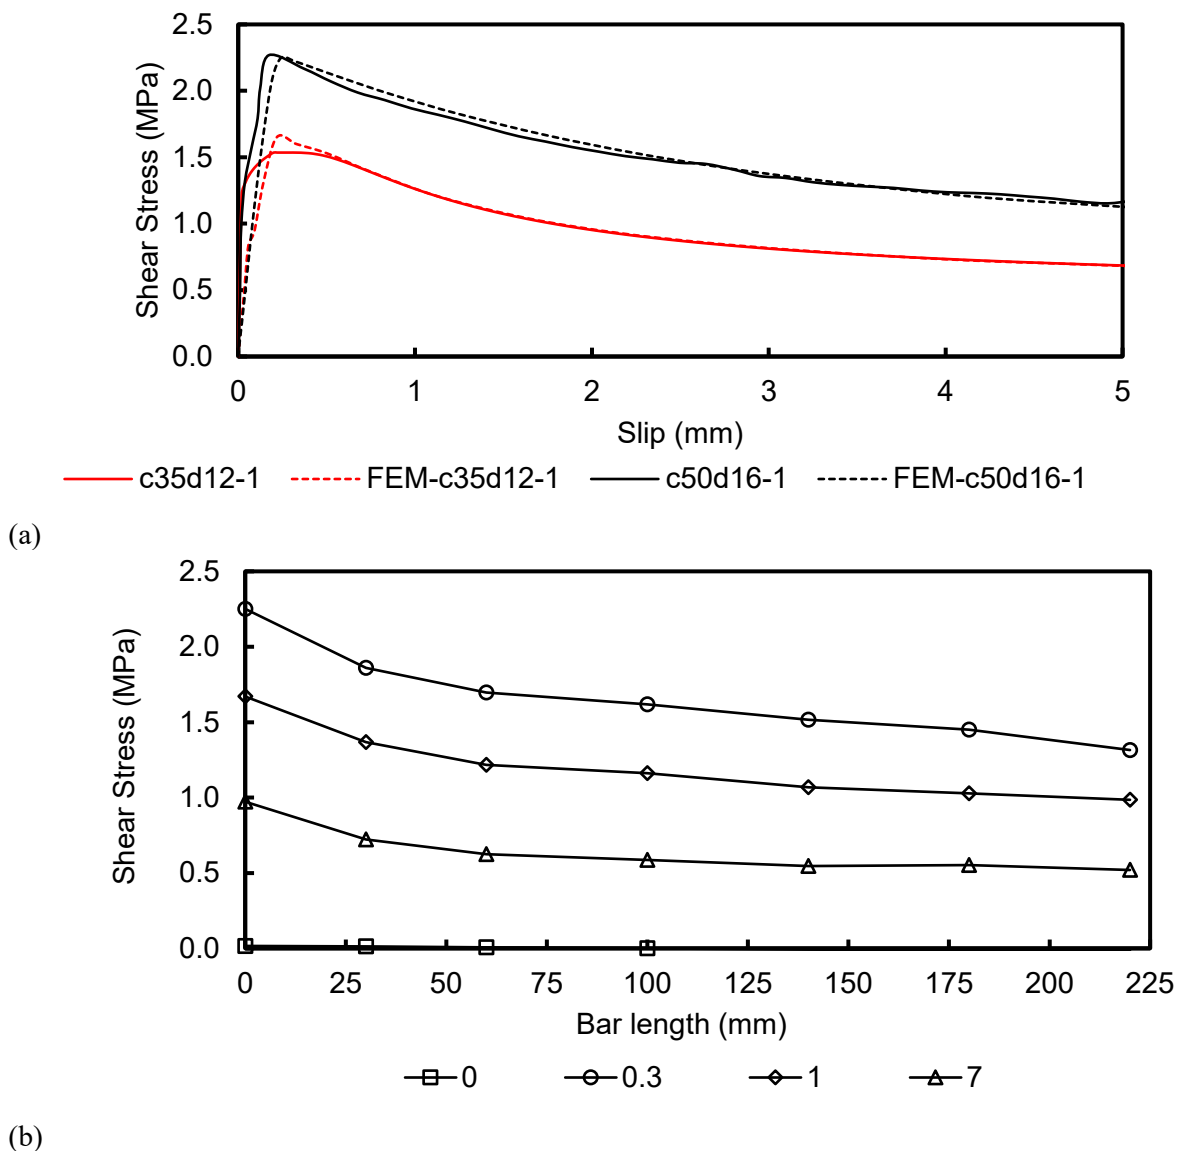 2.5
2.0
1.5
1.0
0.5
0.0
Shear Stress (MPa)
0 1 2 3 4 5
Slip (mm)
c35d12-1 FEM-c35d12-1 c50d16-1 FEM-c50d16-1
(a)
2.5
2.0
1.5
1.0
0.5
0.0
Shear Stress (MPa)
0 25 50 75 100 125 150 175 200 225
Bar length (mm)
0 0.3 1 7
(b)